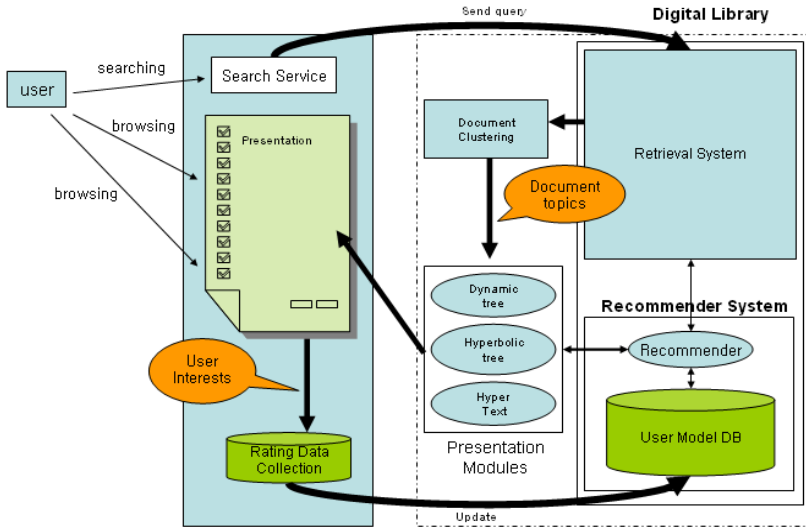 Send query
Digital Library
searching
Search Service
user
browsing
Presentation
Document
Clustering
Retrieval System
browsing
Document
topics
Dynamic
tree
Recommender System
Hyperbolic
tree
Recommender
User
Interests
Hyper
Text
User Model DB
Rating Data
Collection
Presentation
Modules
Update